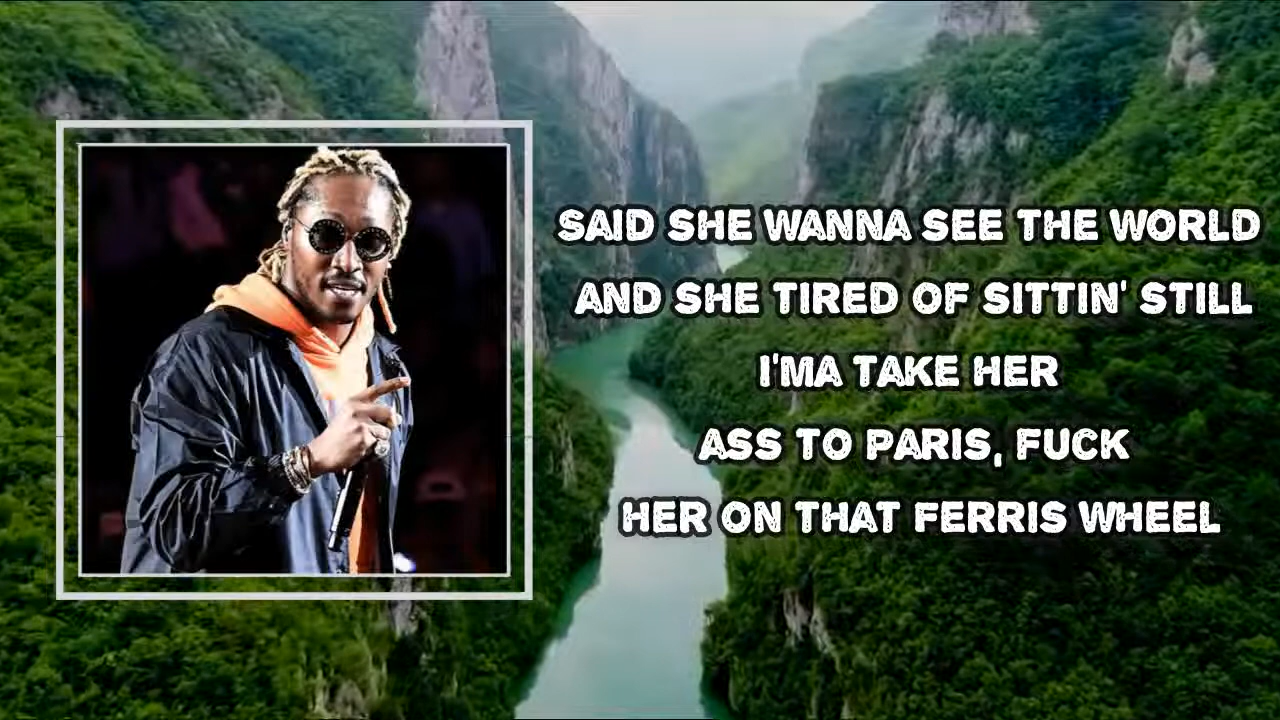 SAID SHE WANNA SEE THE WORLD
AND SHE TIRED OF SITTIN' STILL
I'MA TAKE HER
ASS TO PARIS, FUCK
HER ON THAT FERRIS WHEEL